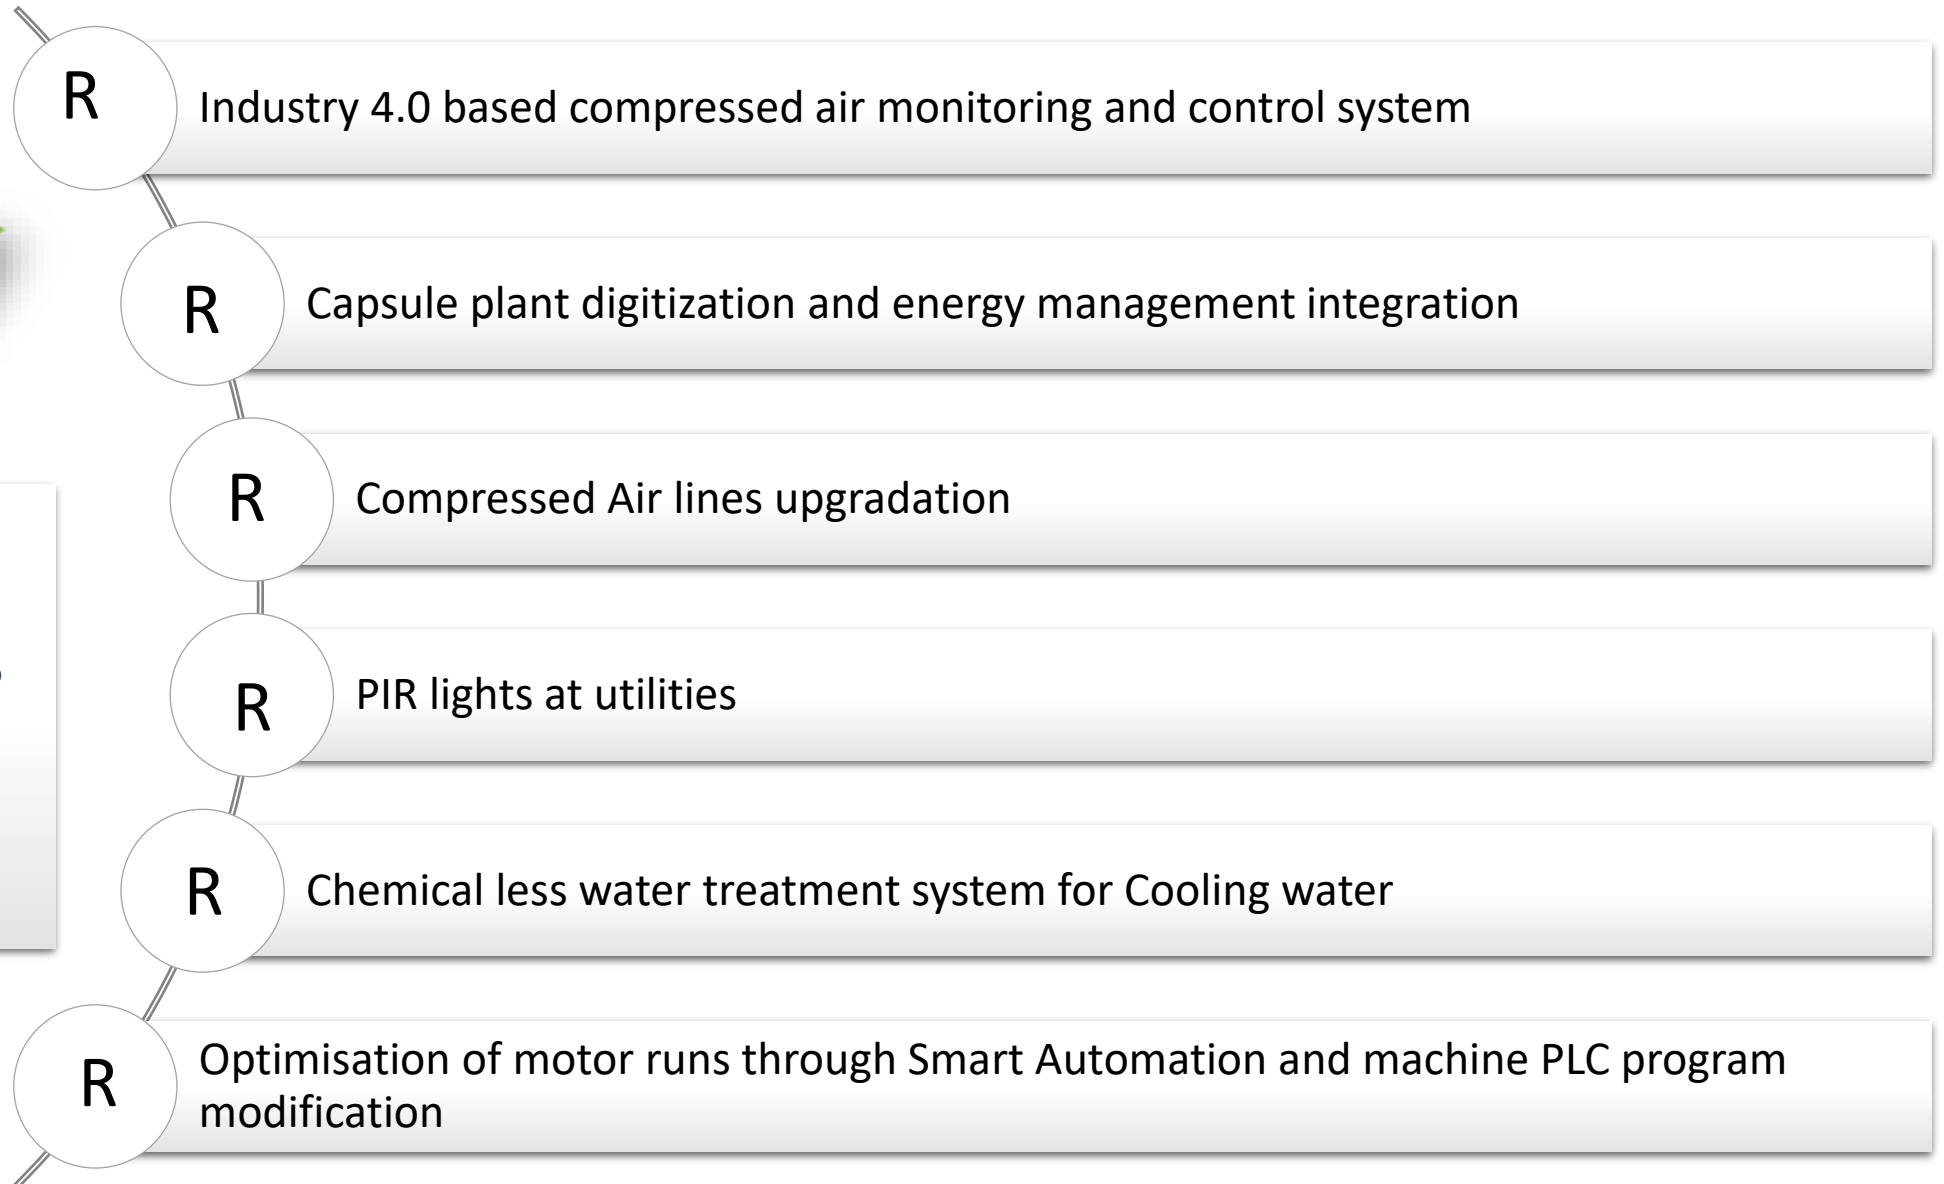 R
Industry 4.0 based compressed air monitoring and control system
R
Capsule plant digitization and energy management integration
R
Compressed Air lines upgradation
R
PIR lights at utilities
R
Chemical less water treatment system for Cooling water
R
Optimisation of motor runs through Smart Automation and machine PLC program
modification